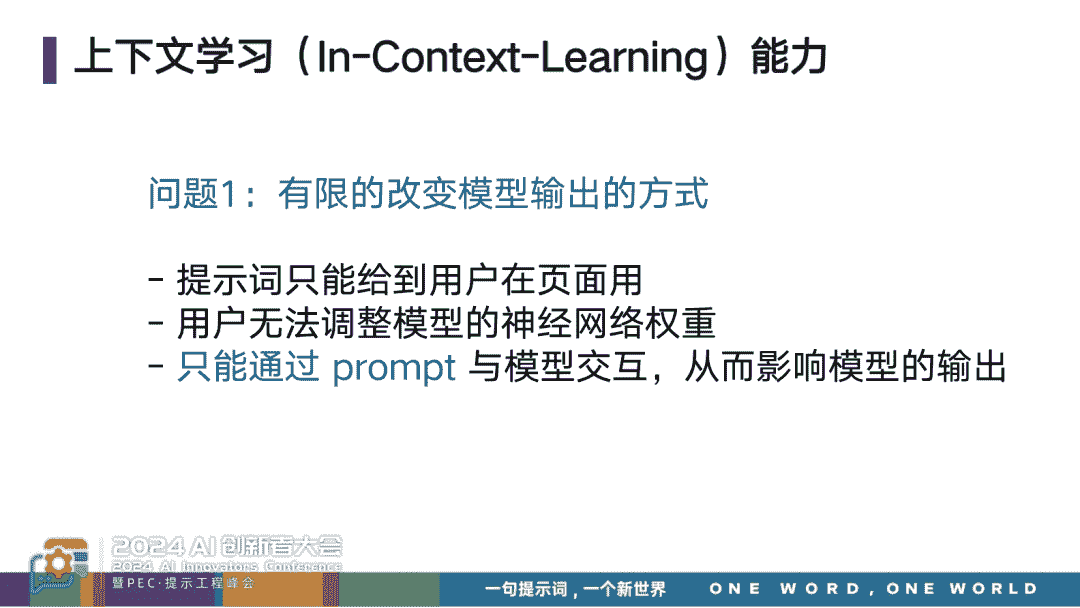 上下文学习（In-Context-Learning）能力
问题1：有限的改变模型输出的方式
- 提示词只能给到用户在页面用
- 用户无法调整模型的神经网络权重
- 只能通过 prompt 与模型交互，从而影响模型的输出
2024 AI 创新者大会
2024 AI Innovators Conference
暨PEC·提示工程峰会
一句提示词，一个新世界
ONE WORD, ONE WORLD